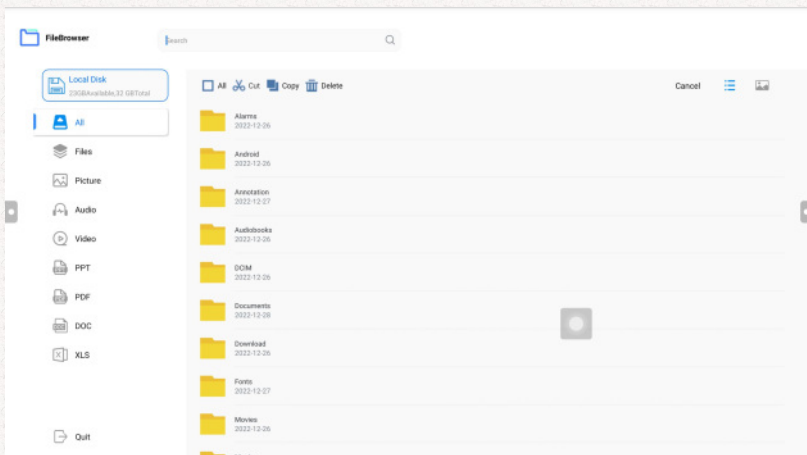 FileBrowser
Search
Local Disk
23GBAvailable,32 GBTotal
All
Files
Picture
Audio
Video
PPT
PDF
DOC
XLS
Quit
All Cut Copy Delete
Cancel
Alarms
2022-12-26
Android
2022-12-26
Annotation
2022-12-27
Audiobooks
2022-12-26
DCIM
2022-12-26
Documents
2022-12-28
Download
2022-12-26
Fonts
2022-12-27
Movies
2022-12-26